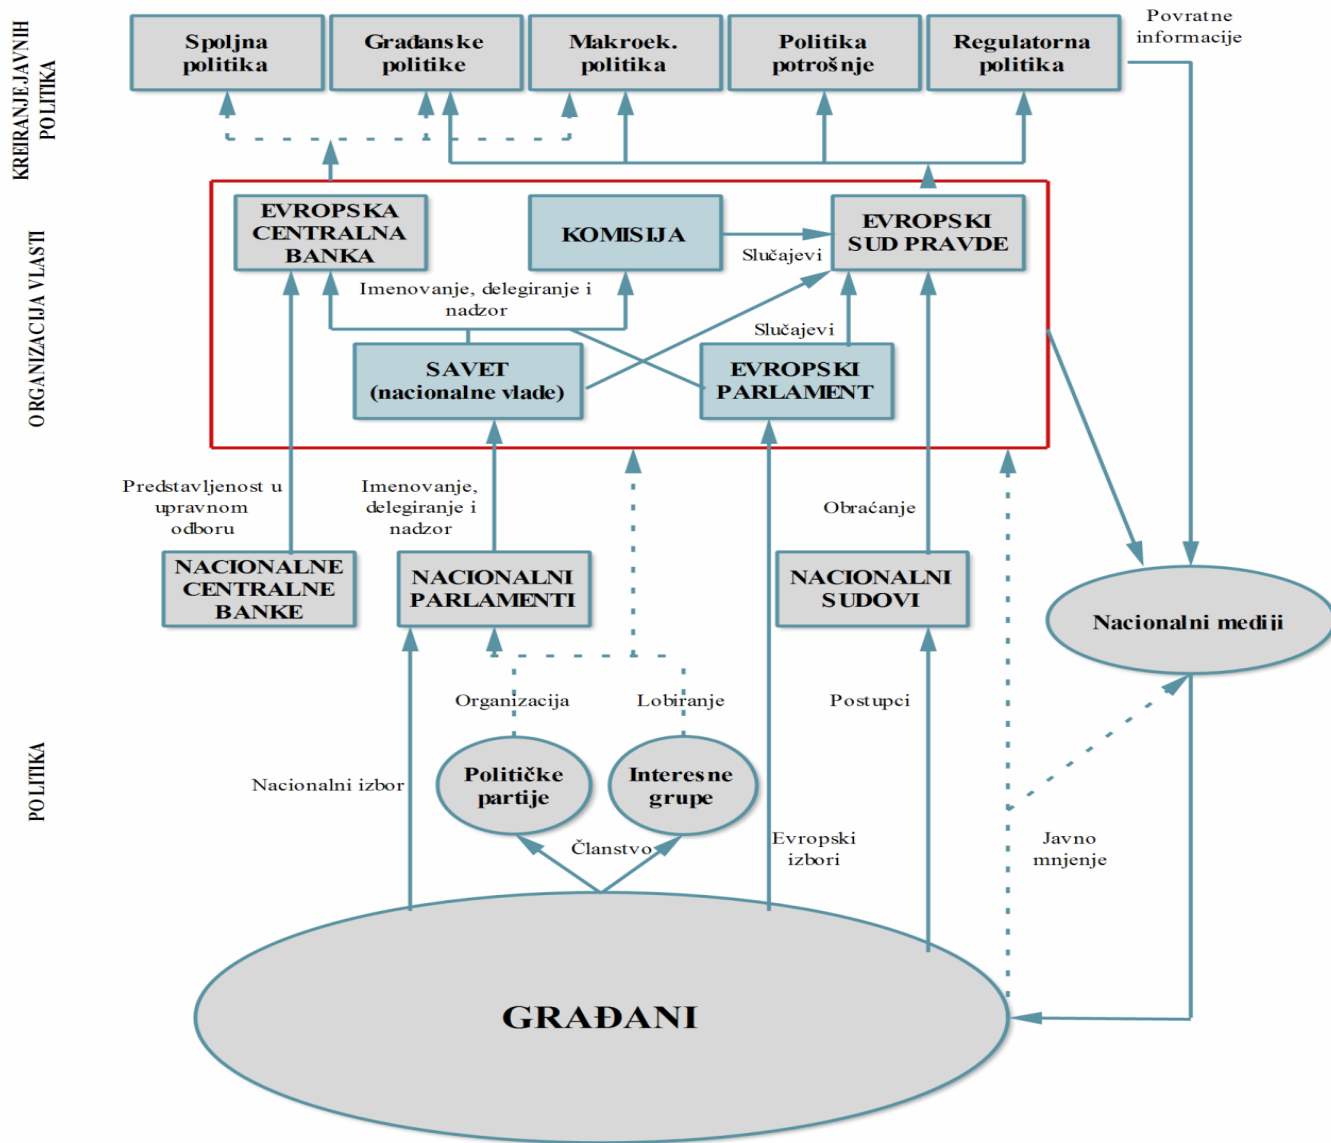 KREIRANJE JAVNIH
POLITIKA
Spoljna
politika
Građanske
politike
Makroek.
politika
Politika
potrošnje
Regulatorna
politika
Povratne
informacije
ORGANIZACIJA VLASTI
EVROPSKA
CENTRALNA
BANKA
KOMISIJA
EVROPSKI
SUD PRAVDE
Slučajevi
Imenovanje, delegiranje i
nadzor
Slučajevi
SAVET
(nacionalne vlade)
EVROPSKI
PARLAMENT
Predstavljenost u
upravnom
odboru
Imenovanje,
delegiranje i
nadzor
Obraćanje
NACIONALNE
CENTRALNE
BANKE
NACIONALNI
PARLAMENTI
NACIONALNI
SUDOVI
Nacionalni mediji
POLITIKA
Organizacija
Lobiranje
Postupci
Nacionalni izbor
Političke
partije
Interesne
grupe
Članstvo
Evropski
izbori
Javno
mnjenje
GRAĐANI